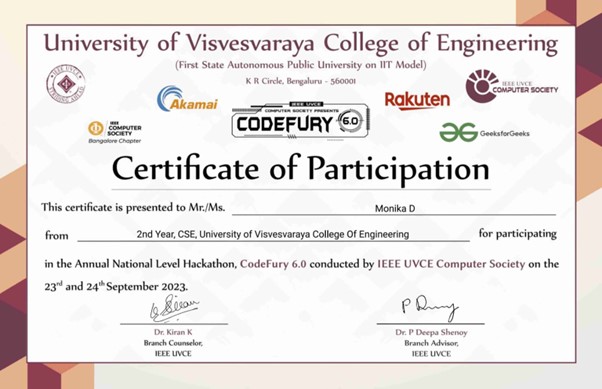 University of Visvesvaraya College of Engineering
(First State Autonomous Public University on IIT Model)
K R Circle, Bengaluru - 560001
IEEE UVCE
Akamai
IEEE UVCE
COMPUTER SOCIETY PRESENTS
CODEFURY 6.0
Rakuten
IEEE UVCE
COMPUTER SOCIETY
IEEE
COMPUTER
SOCIETY
Bangalore Chapter
GeeksforGeeks
Certificate of Participation
This certificate is presented to Mr./Ms. Monika D
from 2nd Year, CSE, University of Visvesvaraya College Of Engineering for participating
in the Annual National Level Hackathon, CodeFury 6.0 conducted by IEEE UVCE Computer Society on the
23rd and 24th September 2023.
Dr. Kiran K
Branch Counselor,
IEEE UVCE
Dr. P Deepa Shenoy
Branch Advisor,
IEEE UVCE